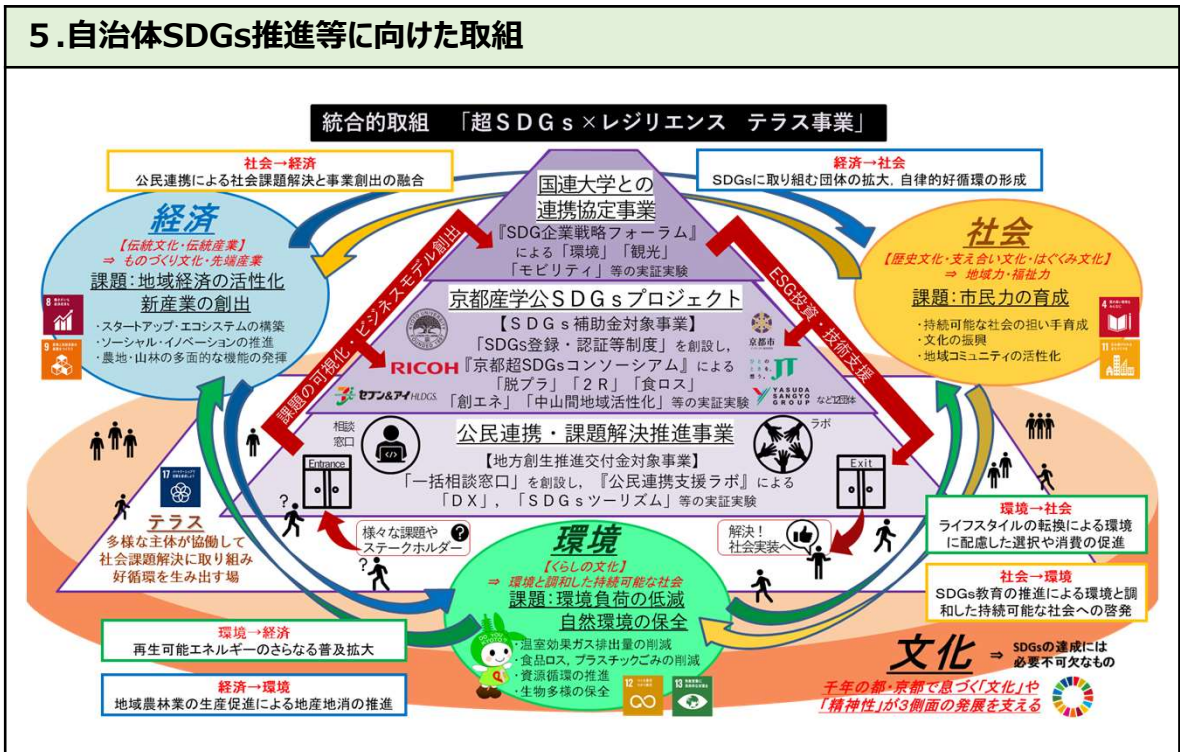 5.自治体SDGs推進等に向けた取組
統合的取組 「超SDGs×レジリエンス テラス事業」
社会→経済
公民連携による社会課題解決と事業創出の融合
経済→社会
SDGsに取り組む団体の拡大，自律的好循環の形成
国連大学との
連携協定事業
『SDG企業戦略フォーラム』
による「環境」「観光」
「モビリティ」等の実証実験
経済
【伝統文化・伝統産業】
⇒ ものづくり文化・先端産業
課題:地域経済の活性化
新産業の創出
・スタートアップ・エコシステムの構築
・ソーシャル・イノベーションの推進
・農地・山林の多面的な機能の発揮
8
9
課題の可視化・ビジネスモデル創出
ESG投資・技術支援
社会
【歴史文化・支え合い文化・はぐくみ文化】
⇒ 地域力・福祉力
課題:市民力の育成
・持続可能な社会の担い手育成
・文化の振興
・地域コミュニティの活性化
4
11
京都産学公SDGsプロジェクト
【SDGs補助金対象事業】
「SDGs登録・認証等制度」を創設し，
『京都超SDGsコンソーシアム』による
「脱プラ」「2R」「食ロス」
「創エネ」「中山間地域活性化」等の実証実験
RICOH
セブン&アイHLDGS.
京都市
JT
YASUDA
SANGYO
GROUP
など12団体
公民連携・課題解決推進事業
【地方創生推進交付金対象事業】
「一括相談窓口」を創設し，『公民連携支援ラボ』による
「DX」，「SDGsツーリズム」等の実証実験
相談
窓口
ラボ
Entrance
Exit
17
テラス
多様な主体が協働して
社会課題解決に取り組み
好循環を生み出す場
?
?
様々な課題や
ステークホルダー
?
解決！
社会実装へ
環境
【くらしの文化】
⇒ 環境と調和した持続可能な社会
課題:環境負荷の低減
自然環境の保全
・温室効果ガス排出量の削減
・食品ロス，プラスチックごみの削減
・資源循環の推進
・生物多様の保全
DO YOU KYOTO?
12
13
環境→社会
ライフスタイルの転換による環境
に配慮した選択や消費の促進
社会→環境
SDGs教育の推進による環境と調
和した持続可能な社会への啓発
環境→経済
再生可能エネルギーのさらなる普及拡大
経済→環境
地域農林業の生産促進による地産地消の推進
文化 ⇒ SDGsの達成には
必要不可欠なもの
千年の都・京都で息づく「文化」や
「精神性」が3側面の発展を支える